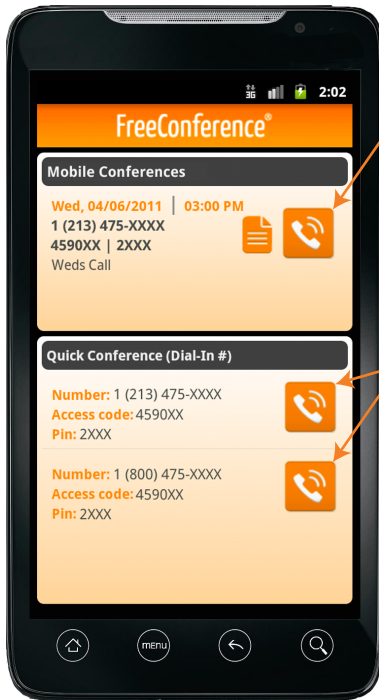 3G 2:02
FreeConference®
Mobile Conferences
Wed, 04/06/2011 | 03:00 PM
1 (213) 475-XXXX
4590XX | 2XXX
Weds Call
Quick Conference (Dial-In #)
Number: 1 (213) 475-XXXX
Access code: 4590XX
Pin: 2XXX
Number: 1 (800) 475-XXXX
Access code: 4590XX
Pin: 2XXX
menu